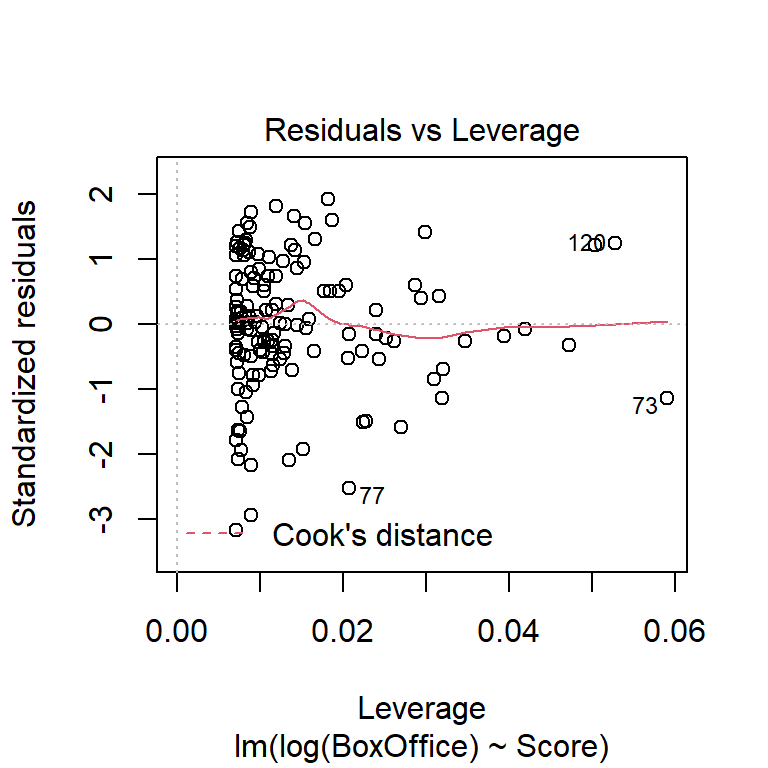 Residuals vs Leverage
Standardized residuals
2
1
0
-1
-2
-3
120
73
77
Cook's distance
0.00 0.02 0.04 0.06
Leverage
lm(log(BoxOffice) ~ Score)